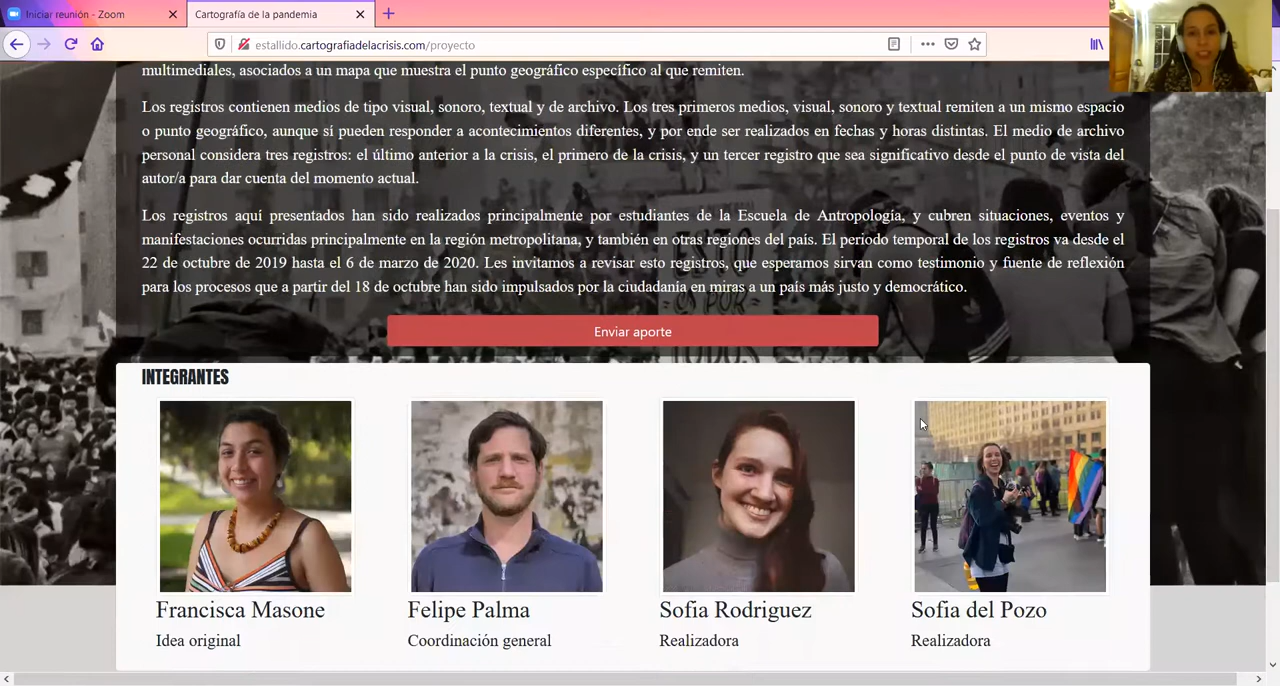 Iniciar reunión - Zoom
Cartografía de la pandemia
estallido.cartografiadelacrisis.com/proyecto
multimediales, asociados a un mapa que muestra el punto geográfico específico al que remiten.
Los registros contienen medios de tipo visual, sonoro, textual y de archivo. Los tres primeros medios, visual, sonoro y textual remiten a un mismo espacio
o punto geográfico, aunque sí pueden responder a acontecimientos diferentes, y por ende ser realizados en fechas y horas distintas. El medio de archivo
personal considera tres registros: el último anterior a la crisis, el primero de la crisis, y un tercer registro que sea significativo desde el punto de vista del
autor/a para dar cuenta del momento actual.
Los registros aquí presentados han sido realizados principalmente por estudiantes de la Escuela de Antropología, y cubren situaciones, eventos y
manifestaciones ocurridas principalmente en la región metropolitana, y también en otras regiones del país. El periodo temporal de los registros va desde el
22 de octubre de 2019 hasta el 6 de marzo de 2020. Les invitamos a revisar esto registros, que esperamos sirvan como testimonio y fuente de reflexión
para los procesos que a partir del 18 de octubre han sido impulsados por la ciudadanía en miras a un país más justo y democrático.
Enviar aporte
INTEGRANTES
Francisca Masone
Felipe Palma
Sofia Rodriguez
Sofia del Pozo
Idea original
Coordinación general
Realizadora
Realizadora